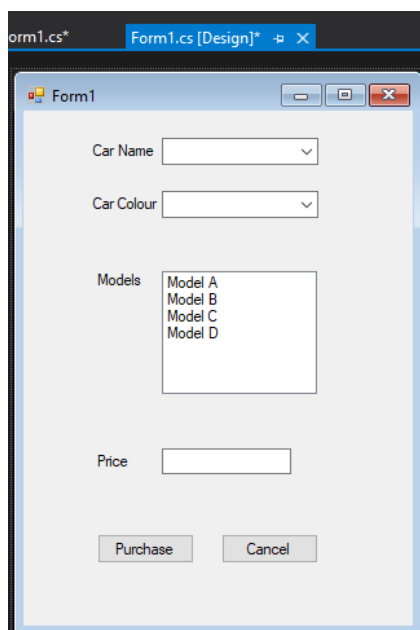 orm1.cs*
Form1.cs [Design]*
Form1
Car Name
Car Colour
Models
Model A
Model B
Model C
Model D
Price
Purchase
Cancel